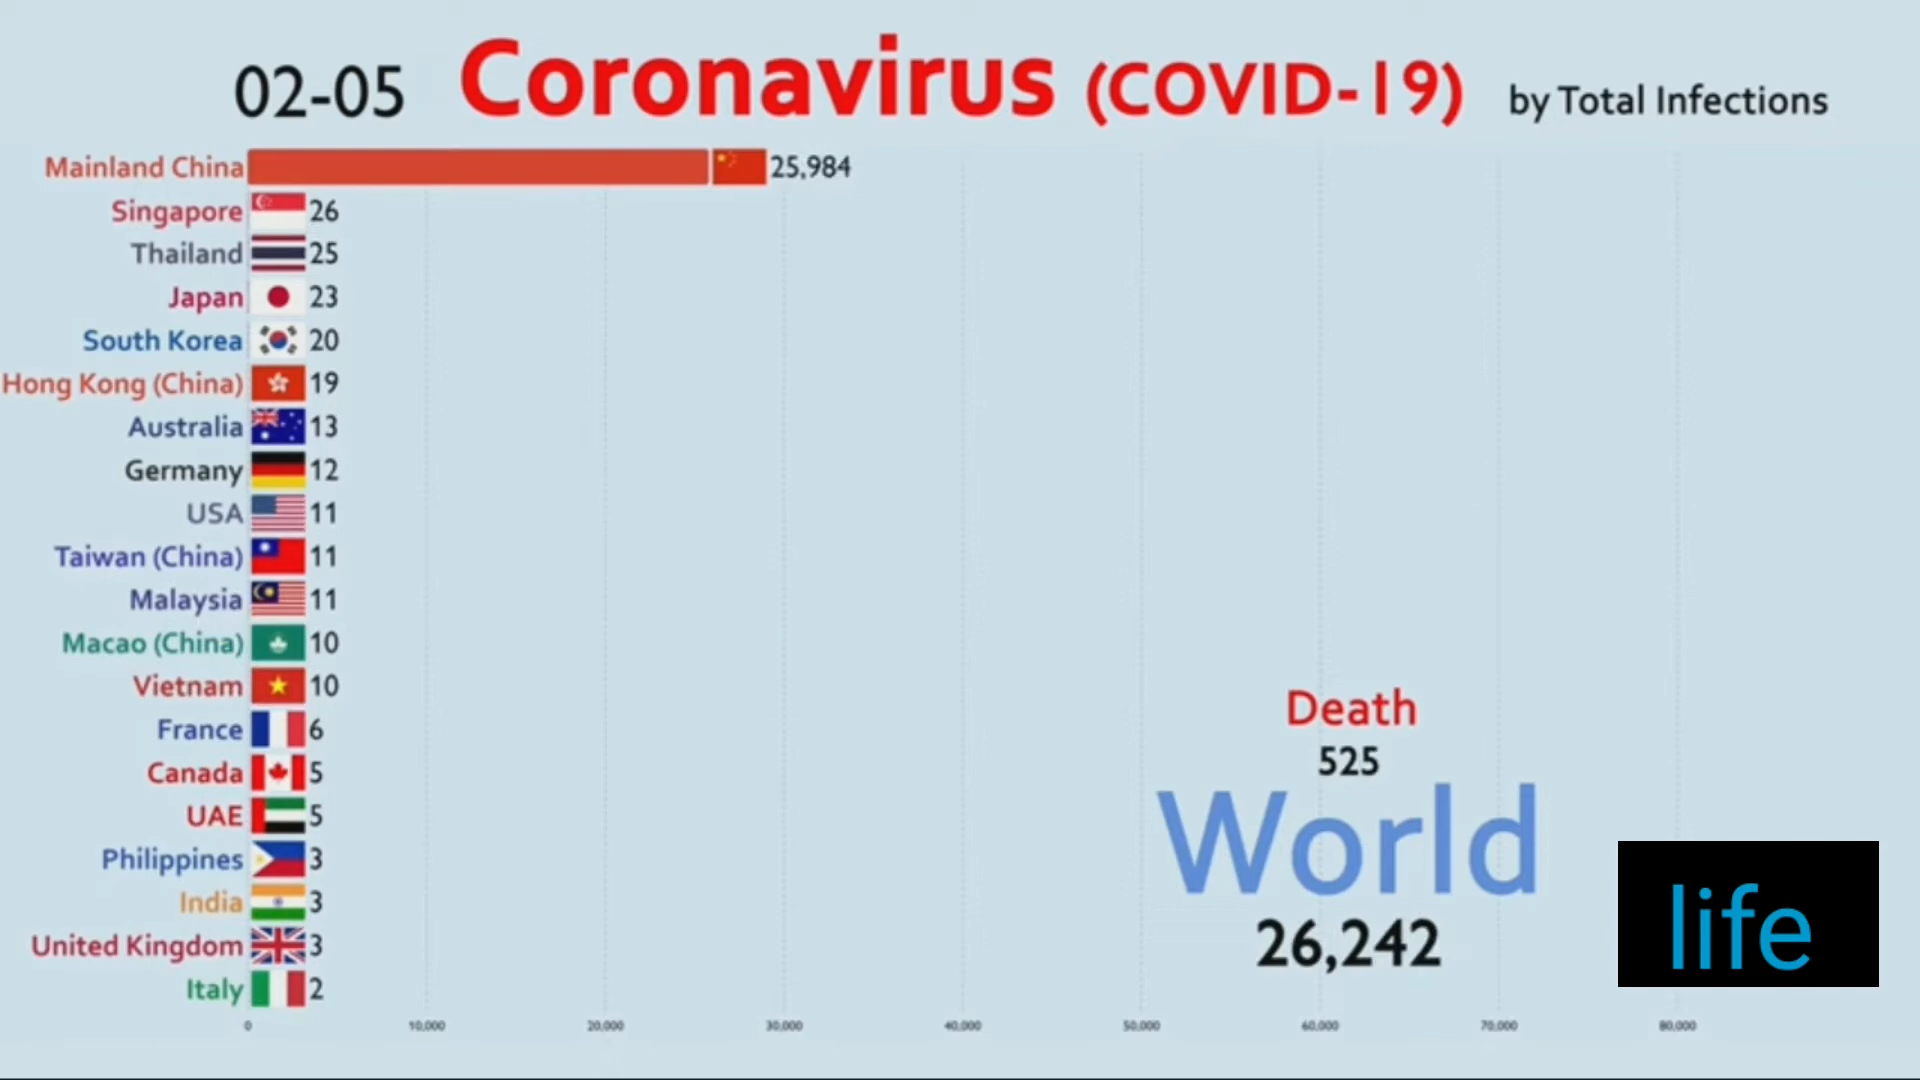 02-05 Coronavirus (COVID-19) by Total Infections
Mainland China 25,984
Singapore 26
Thailand 25
Japan 23
South Korea 20
Hong Kong (China) 19
Australia 13
Germany 12
USA 11
Taiwan (China) 11
Malaysia 11
Macao (China) 10
Vietnam 10
France 6
Canada 5
UAE 5
Philippines 3
India 3
United Kingdom 3
Italy 2
Death
525
World
26,242
life
0 10,000 20,000 30,000 40,000 50,000 60,000 70,000 80,000